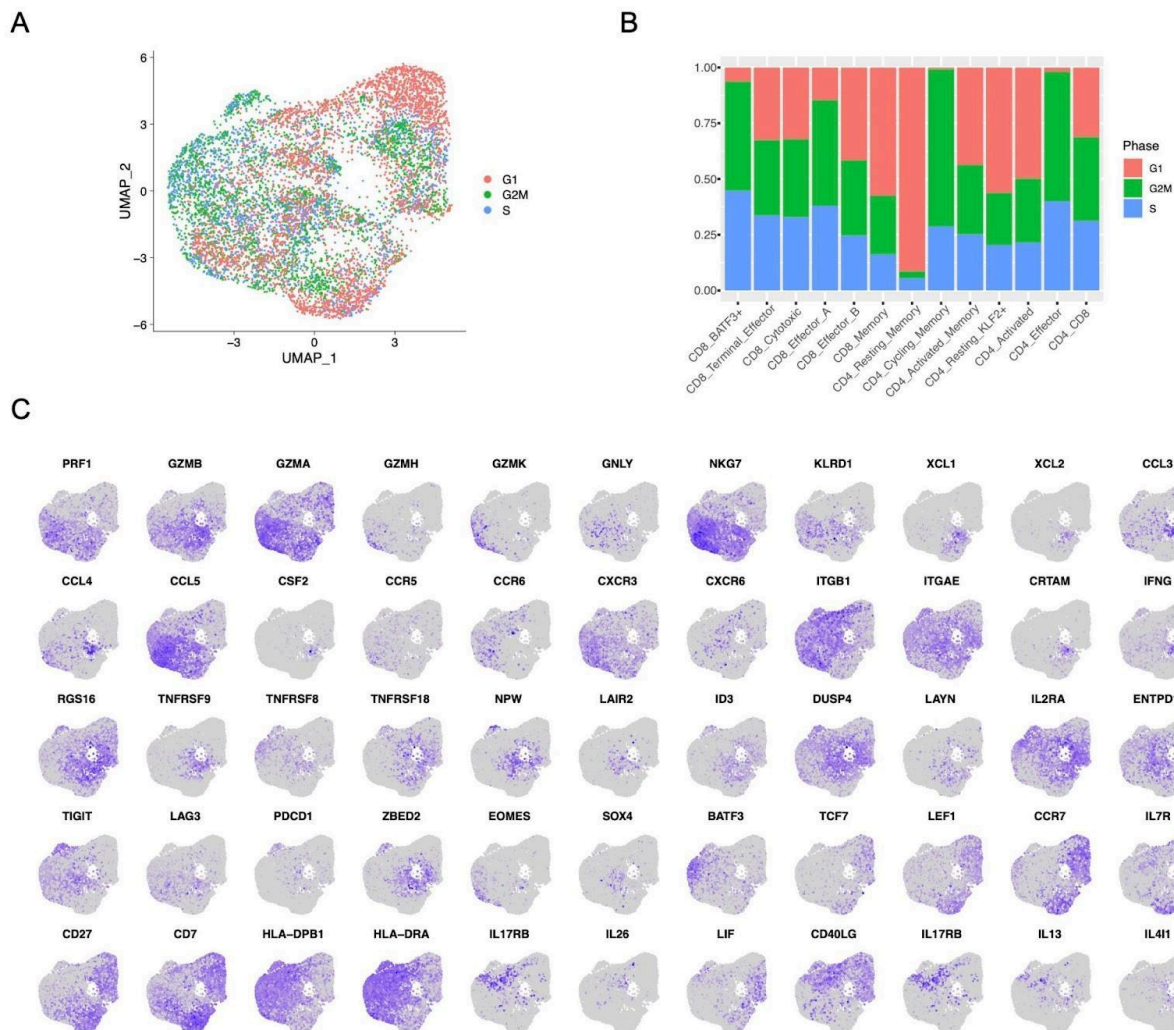 A
B
6
3
0
−3
−6
UMAP_2
−3
0
3
UMAP_1
G1
G2M
S
1.00
0.75
0.50
0.25
0.00
CD8_BATF3+
CD8_Terminal_Effector
CD8_Cytotoxic
CD8_Effector_A
CD8_Effector_B
CD8_Memory
CD4_Resting_Memory
CD4_Cycling_Memory
CD4_Activated_Memory
CD4_Resting_KLF2+
CD4_Activated
CD4_Effector
CD4_CD8
Phase
G1
G2M
S
C
PRF1 GZMB GZMA GZMH GZMK GNLY NKG7 KLRD1 XCL1 XCL2 CCL3
CCL4 CCL5 CSF2 CCR5 CCR6 CXCR3 CXCR6 ITGB1 ITGAE CRTAM IFNG
RGS16 TNFRSF9 TNFRSF8 TNFRSF18 NPW LAIR2 ID3 DUSP4 LAYN IL2RA ENTPD
TIGIT LAG3 PDCD1 ZBED2 EOMES SOX4 BATF3 TCF7 LEF1 CCR7 IL7R
CD27 CD7 HLA−DPB1 HLA−DRA IL17RB IL26 LIF CD40LG IL17RB IL13 IL4I1